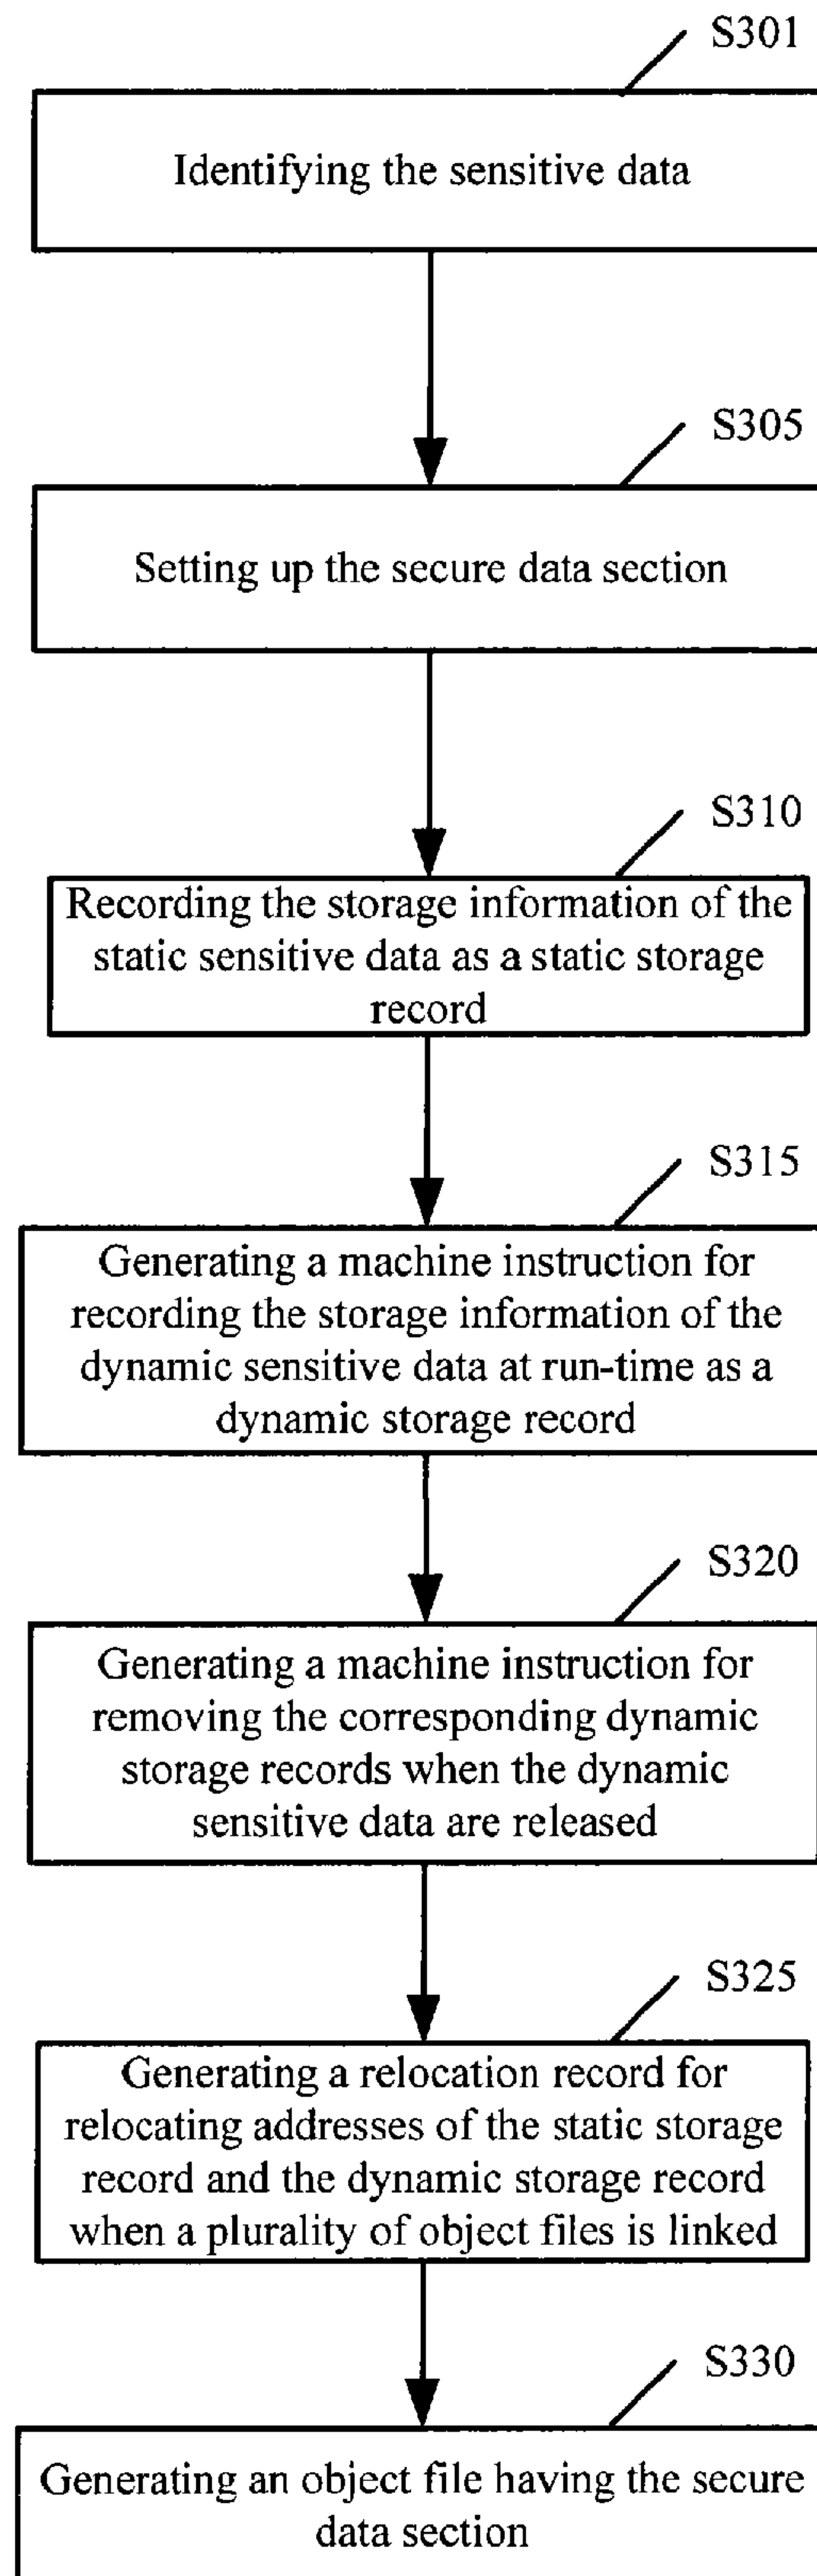 S301
Identifying the sensitive data
S305
Setting up the secure data section
S310
Recording the storage information of the
static sensitive data as a static storage
record
S315
Generating a machine instruction for
recording the storage information of the
dynamic sensitive data at run-time as a
dynamic storage record
S320
Generating a machine instruction for
removing the corresponding dynamic
storage records when the dynamic
sensitive data are released
S325
Generating a relocation record for
relocating addresses of the static storage
record and the dynamic storage record
when a plurality of object files is linked
S330
Generating an object file having the secure
data section